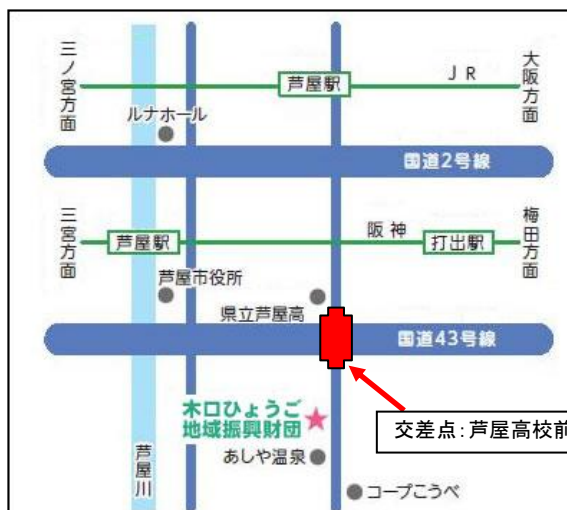 三ノ宮方面
芦屋駅
JR
大阪方面
ルナホール
国道2号線
三宮方面
芦屋駅
阪神
打出駅
梅田方面
芦屋市役所
県立芦屋高
国道43号線
木口ひょうご
地域振興財団
交差点:芦屋高校前
あしや温泉
芦屋川
コープこうべ